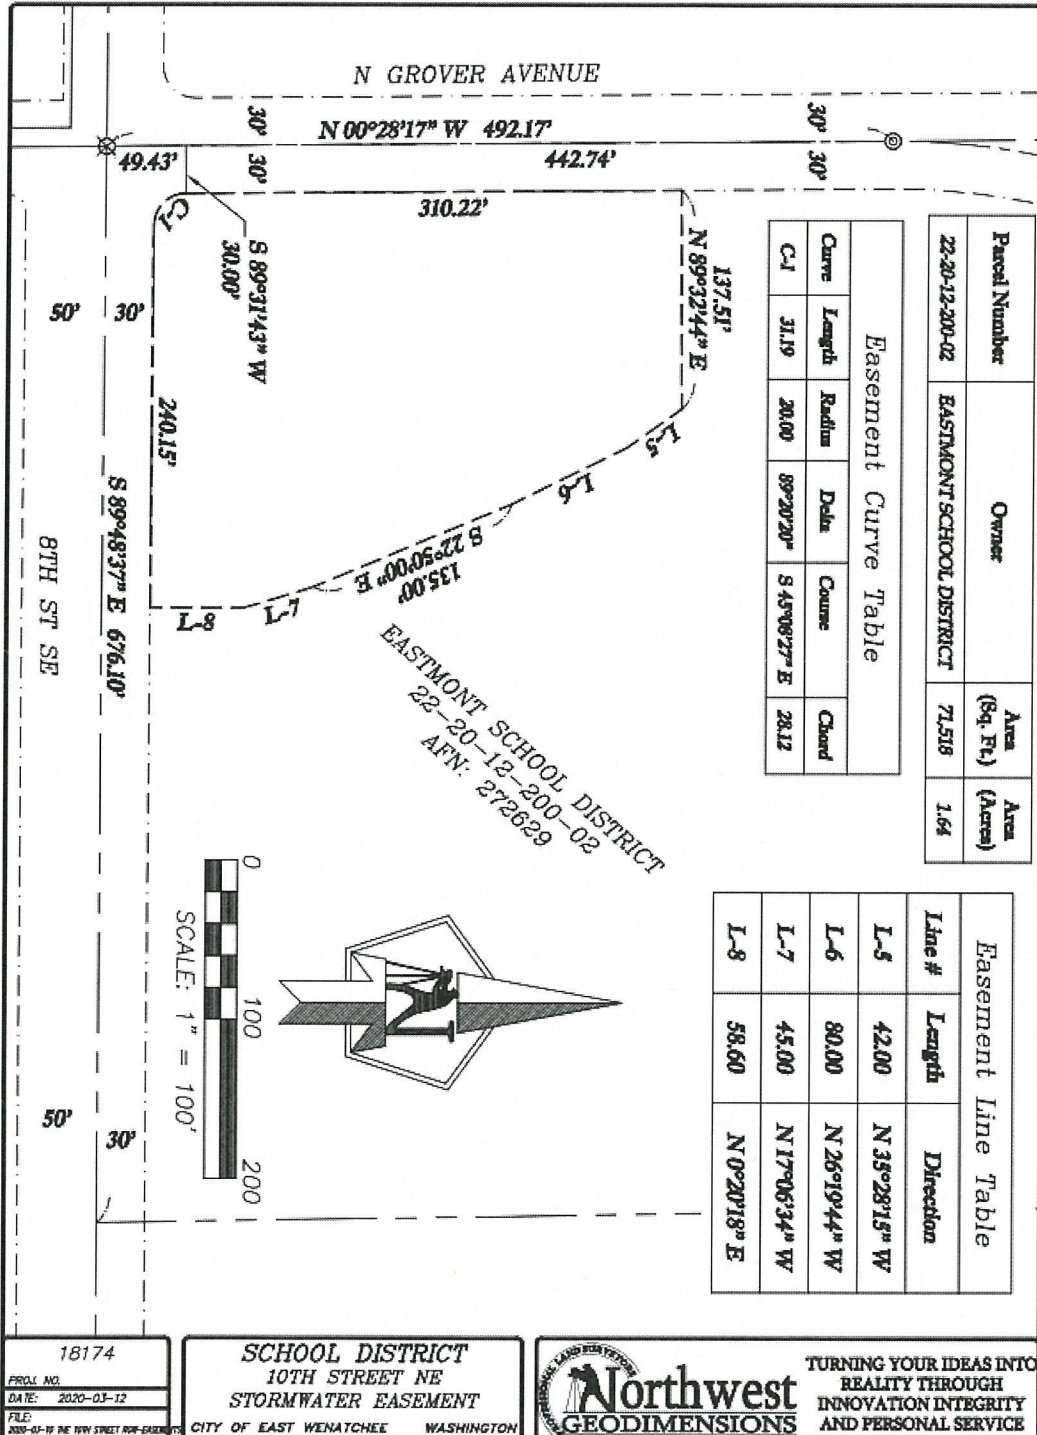 N GROVER AVENUE
N 00°28'17" W 492.17'
30'
30'
30'
30'
49.43'
442.74'
310.22'
C-1
S 89°31'43" W
30.00'
137.51'
N 89°32'44" E
L-5
L-6
S 22°50'00" E
135.00'
L-7
L-8
240.15'
50'
30'
S 89°48'37" E 676.10'
8TH ST SE
50'
30'
EASTMONT SCHOOL DISTRICT
22-20-12-200-02
AFN: 272629
Parcel Number Owner Area (Sq. Ft.) Area (Acres)
22-20-12-200-02 EASTMONT SCHOOL DISTRICT 71,518 1.64
Easement Curve Table
Curve Length Radius Delta Course Chord
C-1 31.19 20.00 89°20'20" S 45°08'27" E 28.12
Easement Line Table
Line # Length Direction
L-5 42.00 N 35°28'15" W
L-6 80.00 N 26°19'44" W
L-7 45.00 N 17°06'34" W
L-8 58.60 N 0°20'18" E
0 100 200
SCALE: 1" = 100'
N
18174
PROJ. NO.
DATE: 2020-03-12
FILE:
SCHOOL DISTRICT
10TH STREET NE
STORMWATER EASEMENT
CITY OF EAST WENATCHEE WASHINGTON
PROFESSIONAL LAND SURVEYORS
Northwest
GEODIMENSIONS
TURNING YOUR IDEAS INTO
REALITY THROUGH
INNOVATION INTEGRITY
AND PERSONAL SERVICE